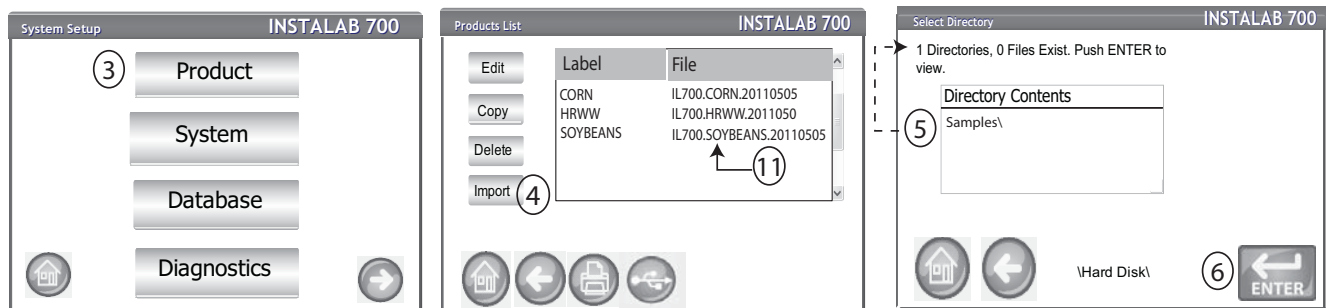 System Setup INSTALAB 700
3 Product
System
Database
Diagnostics
Products List INSTALAB 700
Edit
Copy
Delete
Import 4
Label File
CORN IL700.CORN.20110505
HRWW IL700.HRWW.2011050
SOYBEANS IL700.SOYBEANS.20110505
11
Select Directory INSTALAB 700
1 Directories, 0 Files Exist. Push ENTER to
view.
Directory Contents
5 Samples\
\Hard Disk\
6 ENTER